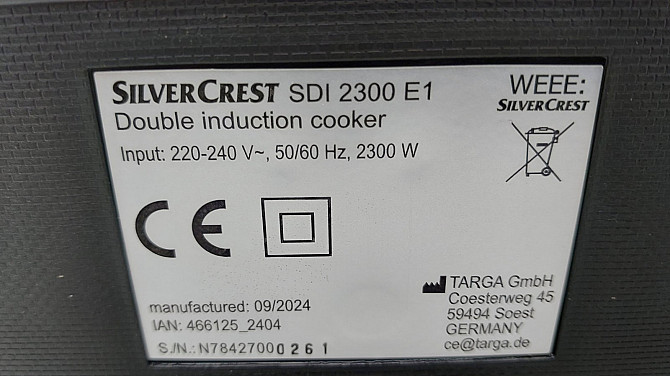 SILVERCREST SDI 2300 E1
Double induction cooker
Input: 220-240 V~, 50/60 Hz, 2300 W
WEEE:
SILVERCREST
CE
manufactured: 09/2024
IAN: 466125_2404
S./N.: N78427000261
TARGA GmbH
Coesterweg 45
59494 Soest
GERMANY
ce@targa.de